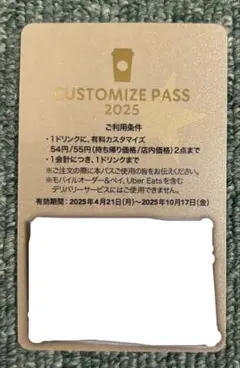 CUSTOMIZE PASS
2025
ご利用条件
・1ドリンクに、有料カスタマイズ
54円/55円(持ち帰り価格/店内価格)2点まで
・1会計につき、1ドリンクまで
※ご注文の際に本パスご使用の旨をお伝えください。
※モバイルオーダー&ペイ、Uber Eatsを含む
デリバリーサービスにはご使用できません。
有効期間：2025年4月21日(月)〜2025年10月17日(金)